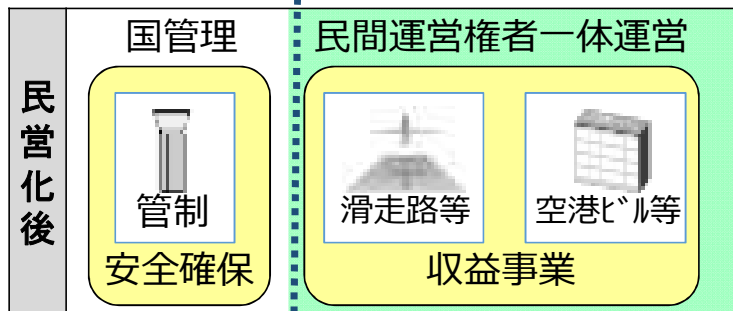 民営化後
国管理
民間運営権者一体運営
管制
滑走路等
空港ﾋﾞﾙ等
安全確保
収益事業